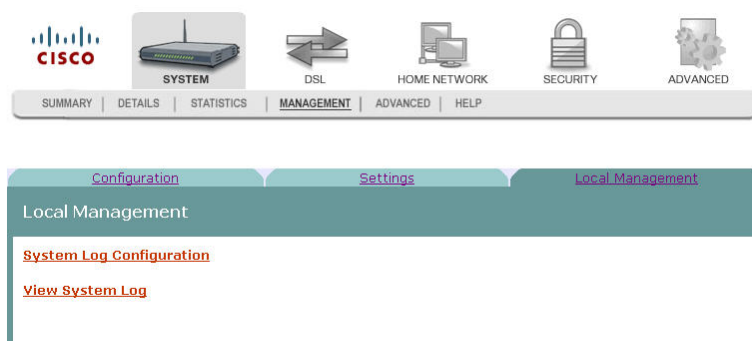 CISCO
SYSTEM DSL HOME NETWORK SECURITY ADVANCED
SUMMARY | DETAILS | STATISTICS | MANAGEMENT | ADVANCED | HELP
Configuration Settings Local Management
Local Management
System Log Configuration
View System Log